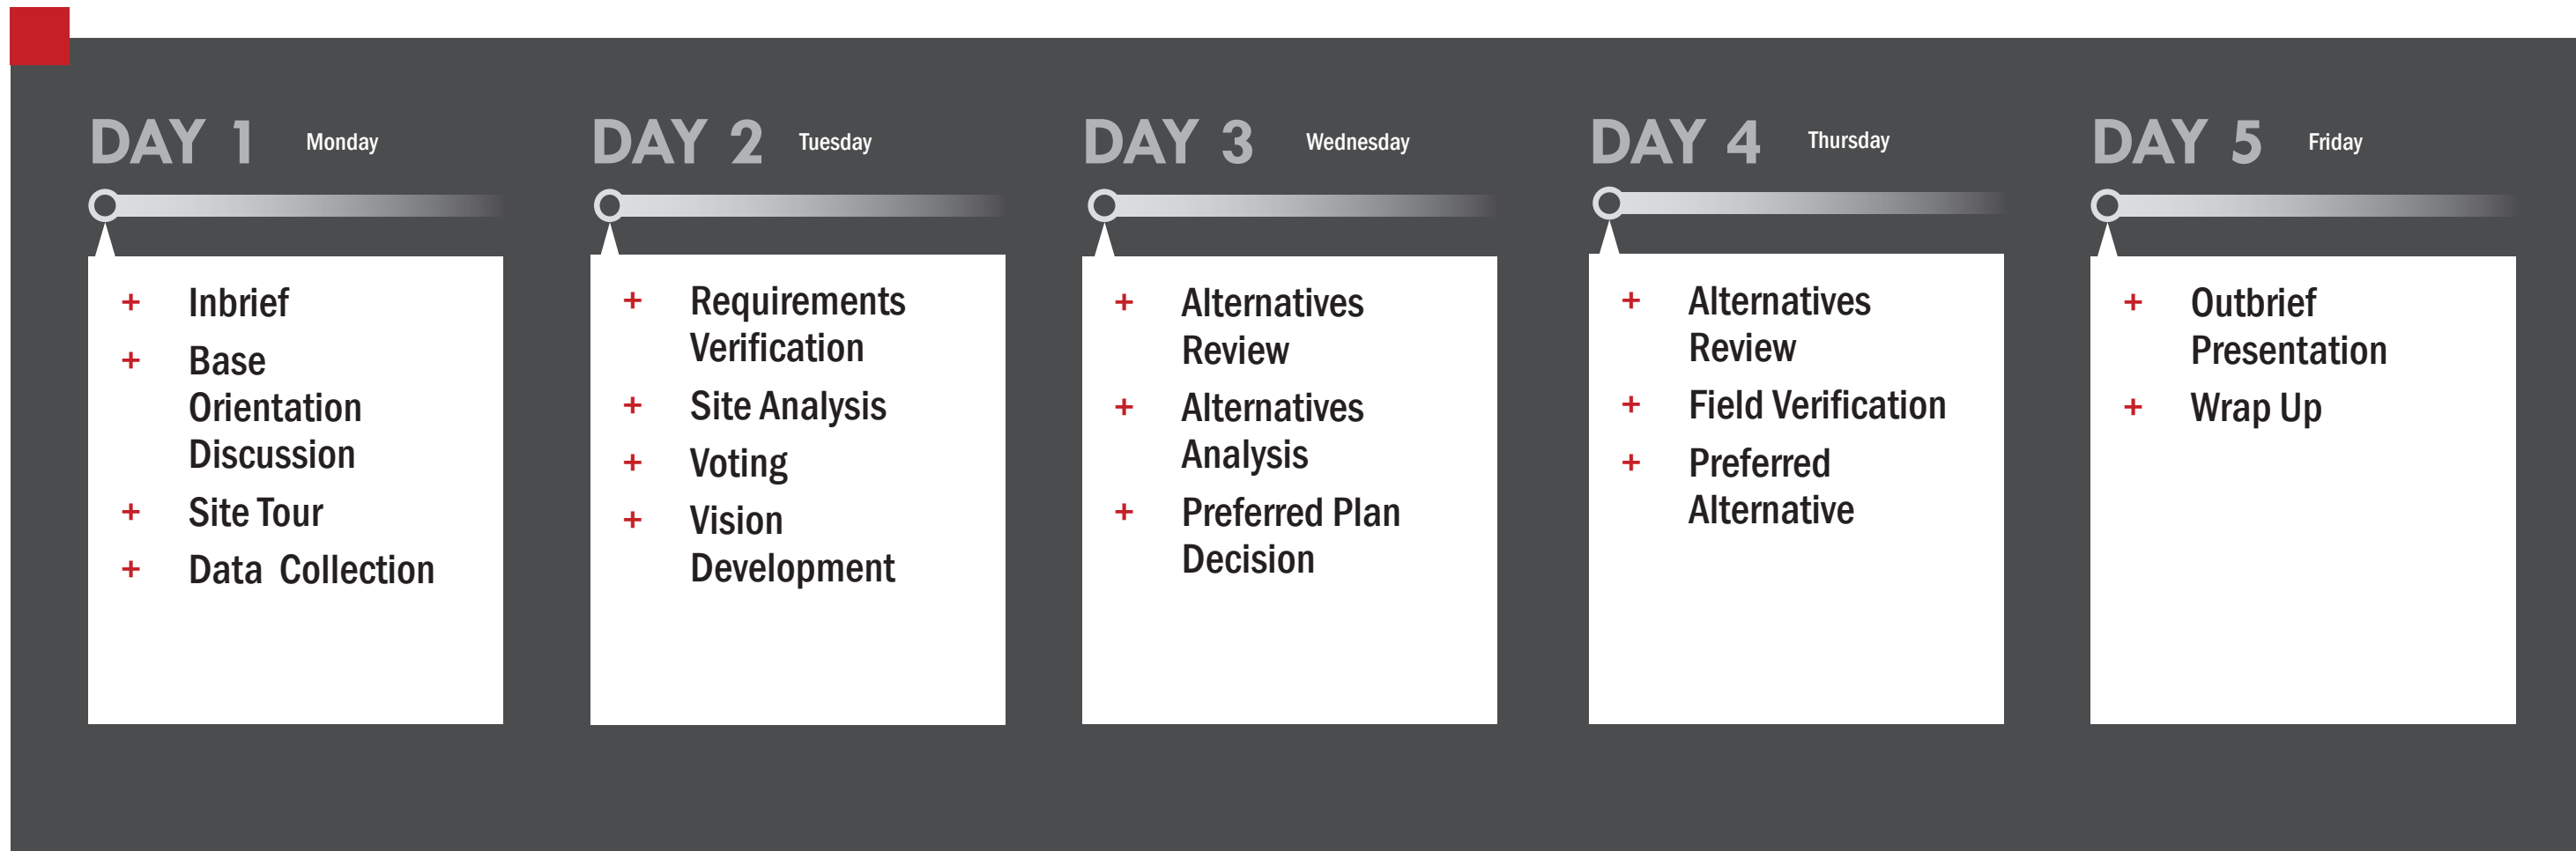 DAY 1 Monday
+ Inbrief
+ Base
Orientation
Discussion
+ Site Tour
+ Data Collection
DAY 2 Tuesday
+ Requirements
Verification
+ Site Analysis
+ Voting
+ Vision
Development
DAY 3 Wednesday
+ Alternatives
Review
+ Alternatives
Analysis
+ Preferred Plan
Decision
DAY 4 Thursday
+ Alternatives
Review
+ Field Verification
+ Preferred
Alternative
DAY 5 Friday
+ Outbrief
Presentation
+ Wrap Up